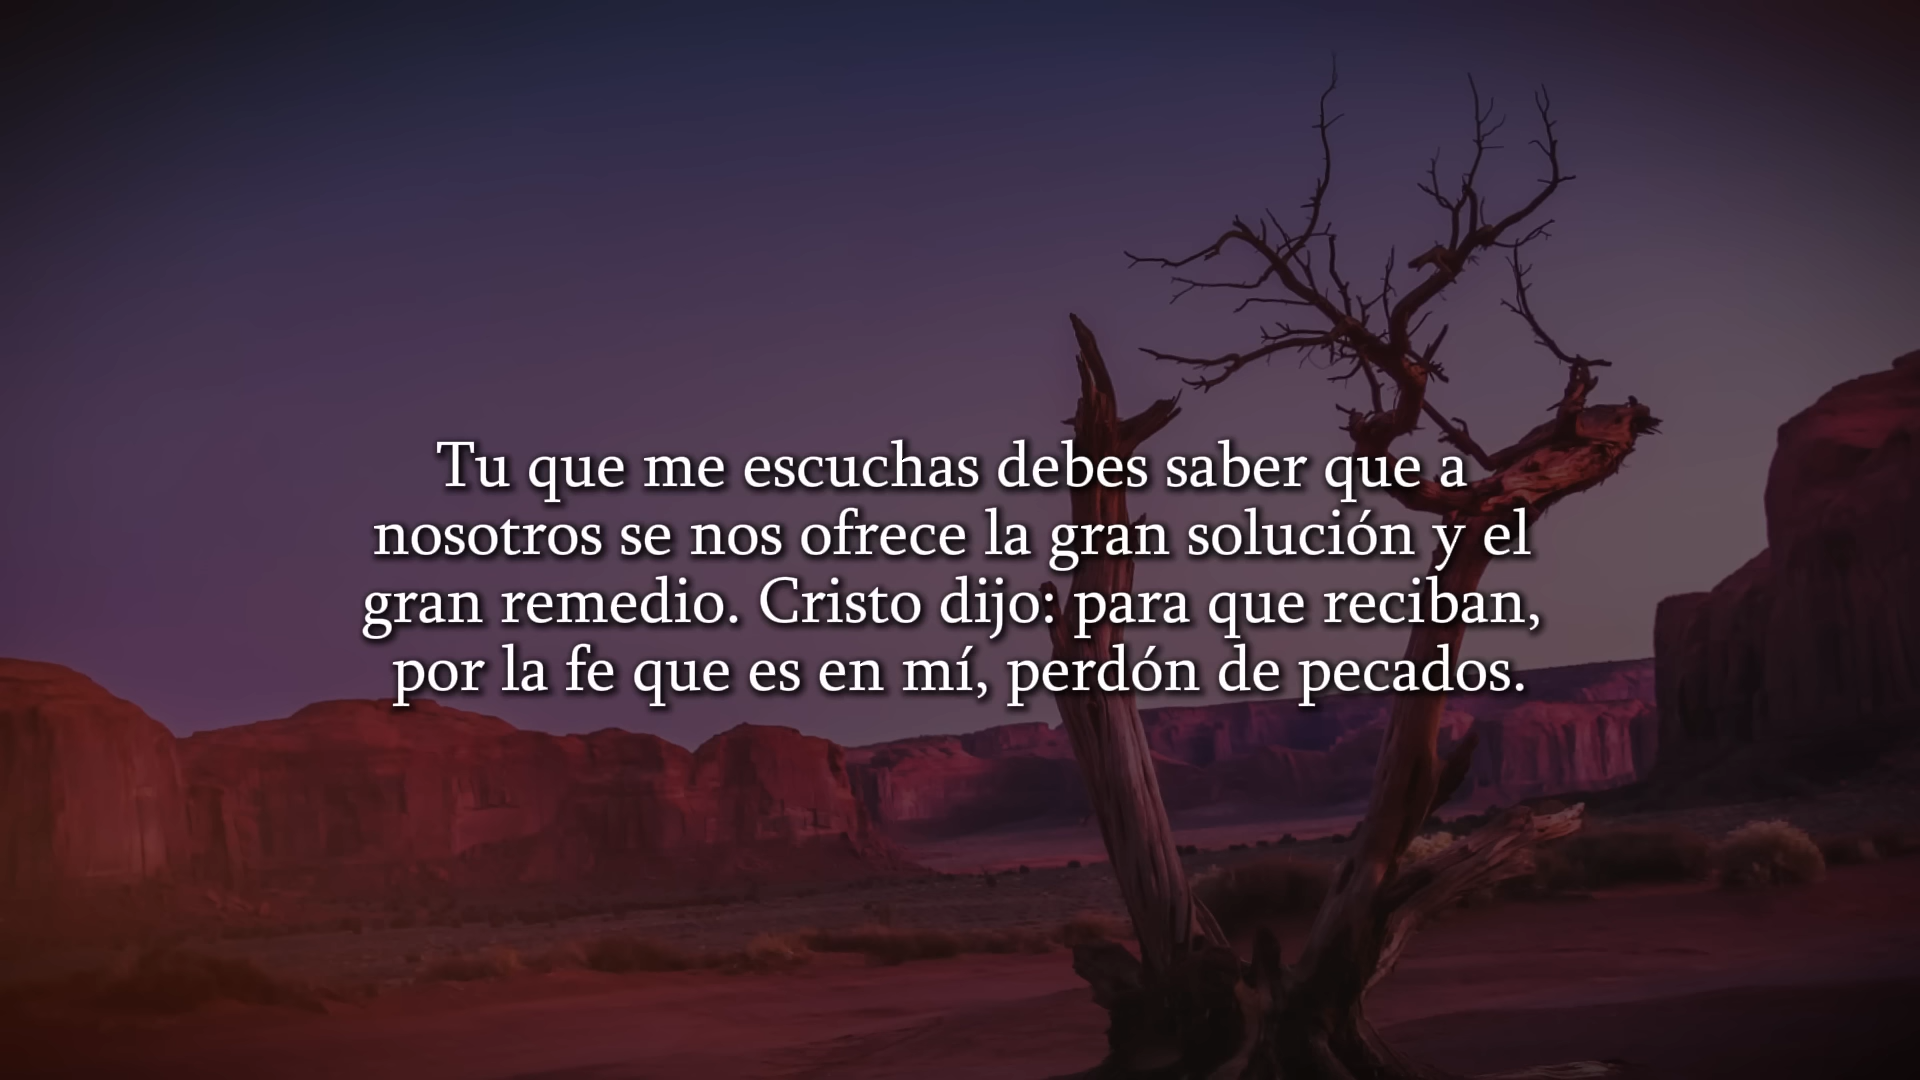 Tu que me escuchas debes saber que a
nosotros se nos ofrece la gran solución y el
gran remedio. Cristo dijo: para que reciban,
por la fe que es en mí, perdón de pecados.